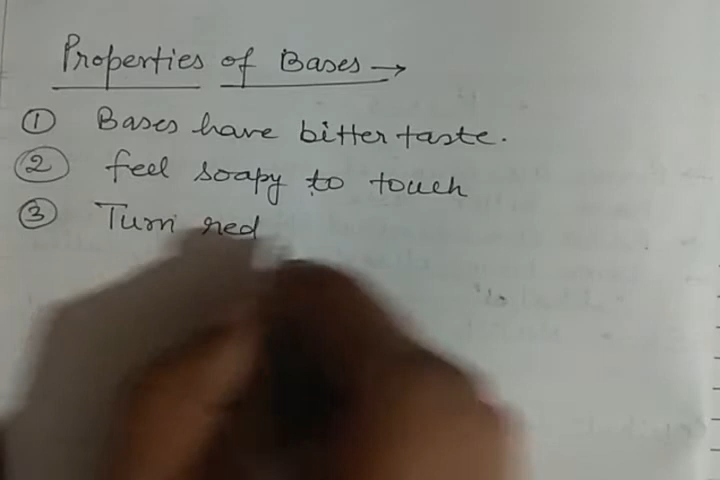 Properties of Bases →
① Bases have bitter taste.
② feel soapy to touch
③ Turn red